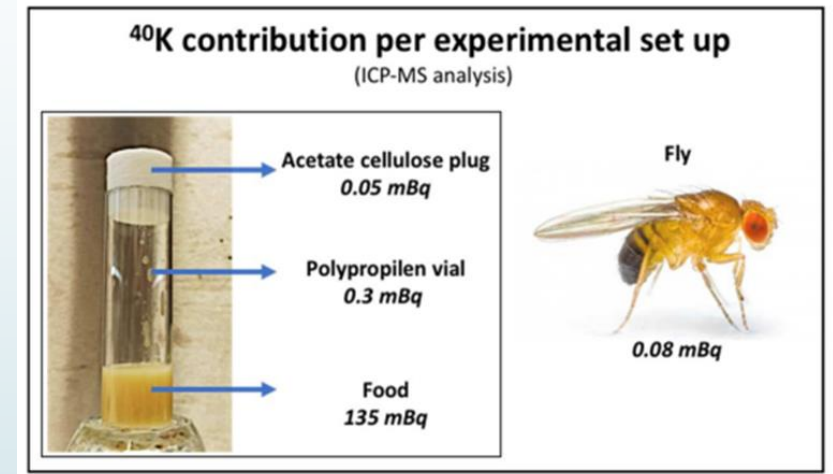 ⁴⁰K contribution per experimental set up
(ICP-MS analysis)
Acetate cellulose plug
0.05 mBq
Polypropilen vial
0.3 mBq
Food
135 mBq
Fly
0.08 mBq